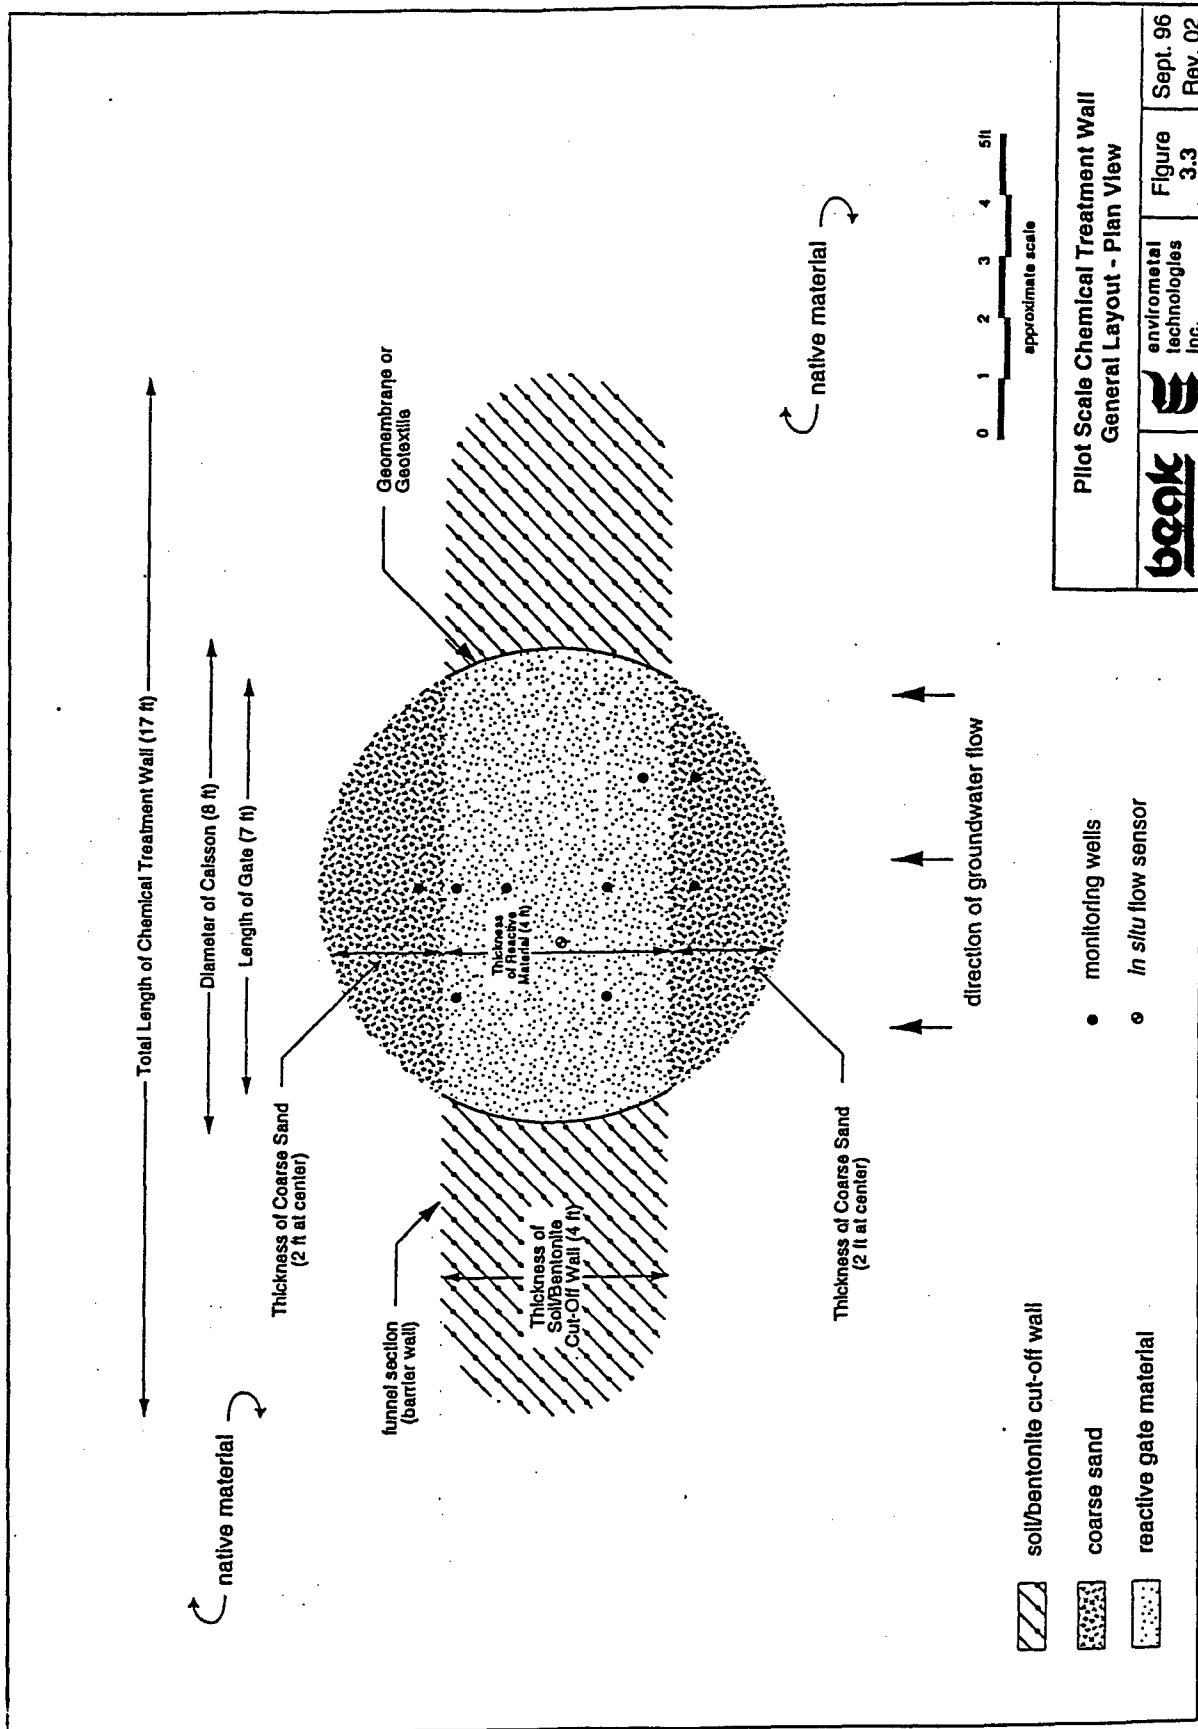 Total Length of Chemical Treatment Wall (17 ft)
Diameter of Caisson (8 ft)
Length of Gate (7 ft)
native material
Thickness of Coarse Sand
(2 ft at center)
Geomembrane or
Geotextile
funnel section
(barrier wall)
Thickness of
Soil/Bentonite
Cut-Off Wall (4 ft)
Thickness
of Reactive
Material (4 ft)
Thickness of Coarse Sand
(2 ft at center)
native material
direction of groundwater flow
0 1 2 3 4 5ft
approximate scale
soil/bentonite cut-off wall
coarse sand
reactive gate material
monitoring wells
In situ flow sensor
Pilot Scale Chemical Treatment Wall
General Layout - Plan View
beak
envirometal
technologies
inc.
Figure
3.3
Sept. 96
Rev. 02